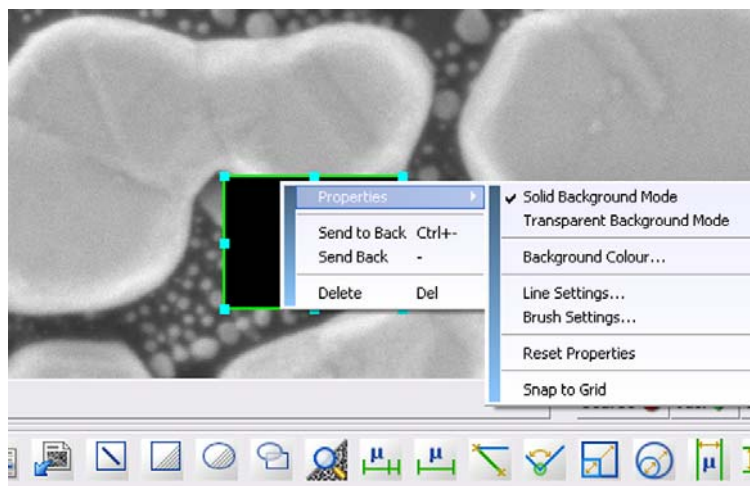 Properties
Send to Back Ctrl+-
Send Back -
Delete Del
Solid Background Mode
Transparent Background Mode
Background Colour...
Line Settings...
Brush Settings...
Reset Properties
Snap to Grid
µ µ µ